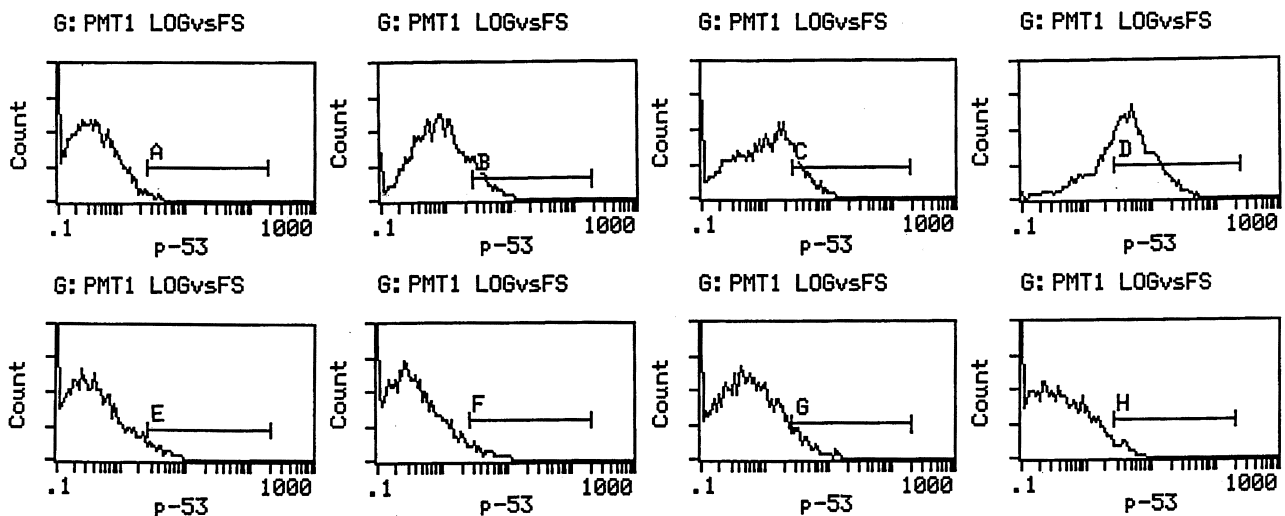 G: PMT1 LOGvsFS G: PMT1 LOGvsFS G: PMT1 LOGvsFS G: PMT1 LOGvsFS
Count A Count B Count C Count D
.1 1000 .1 1000 .1 1000 .1 1000
p-53 p-53 p-53 p-53
G: PMT1 LOGvsFS G: PMT1 LOGvsFS G: PMT1 LOGvsFS G: PMT1 LOGvsFS
Count E Count F Count G Count H
.1 1000 .1 1000 .1 1000 .1 1000
p-53 p-53 p-53 p-53